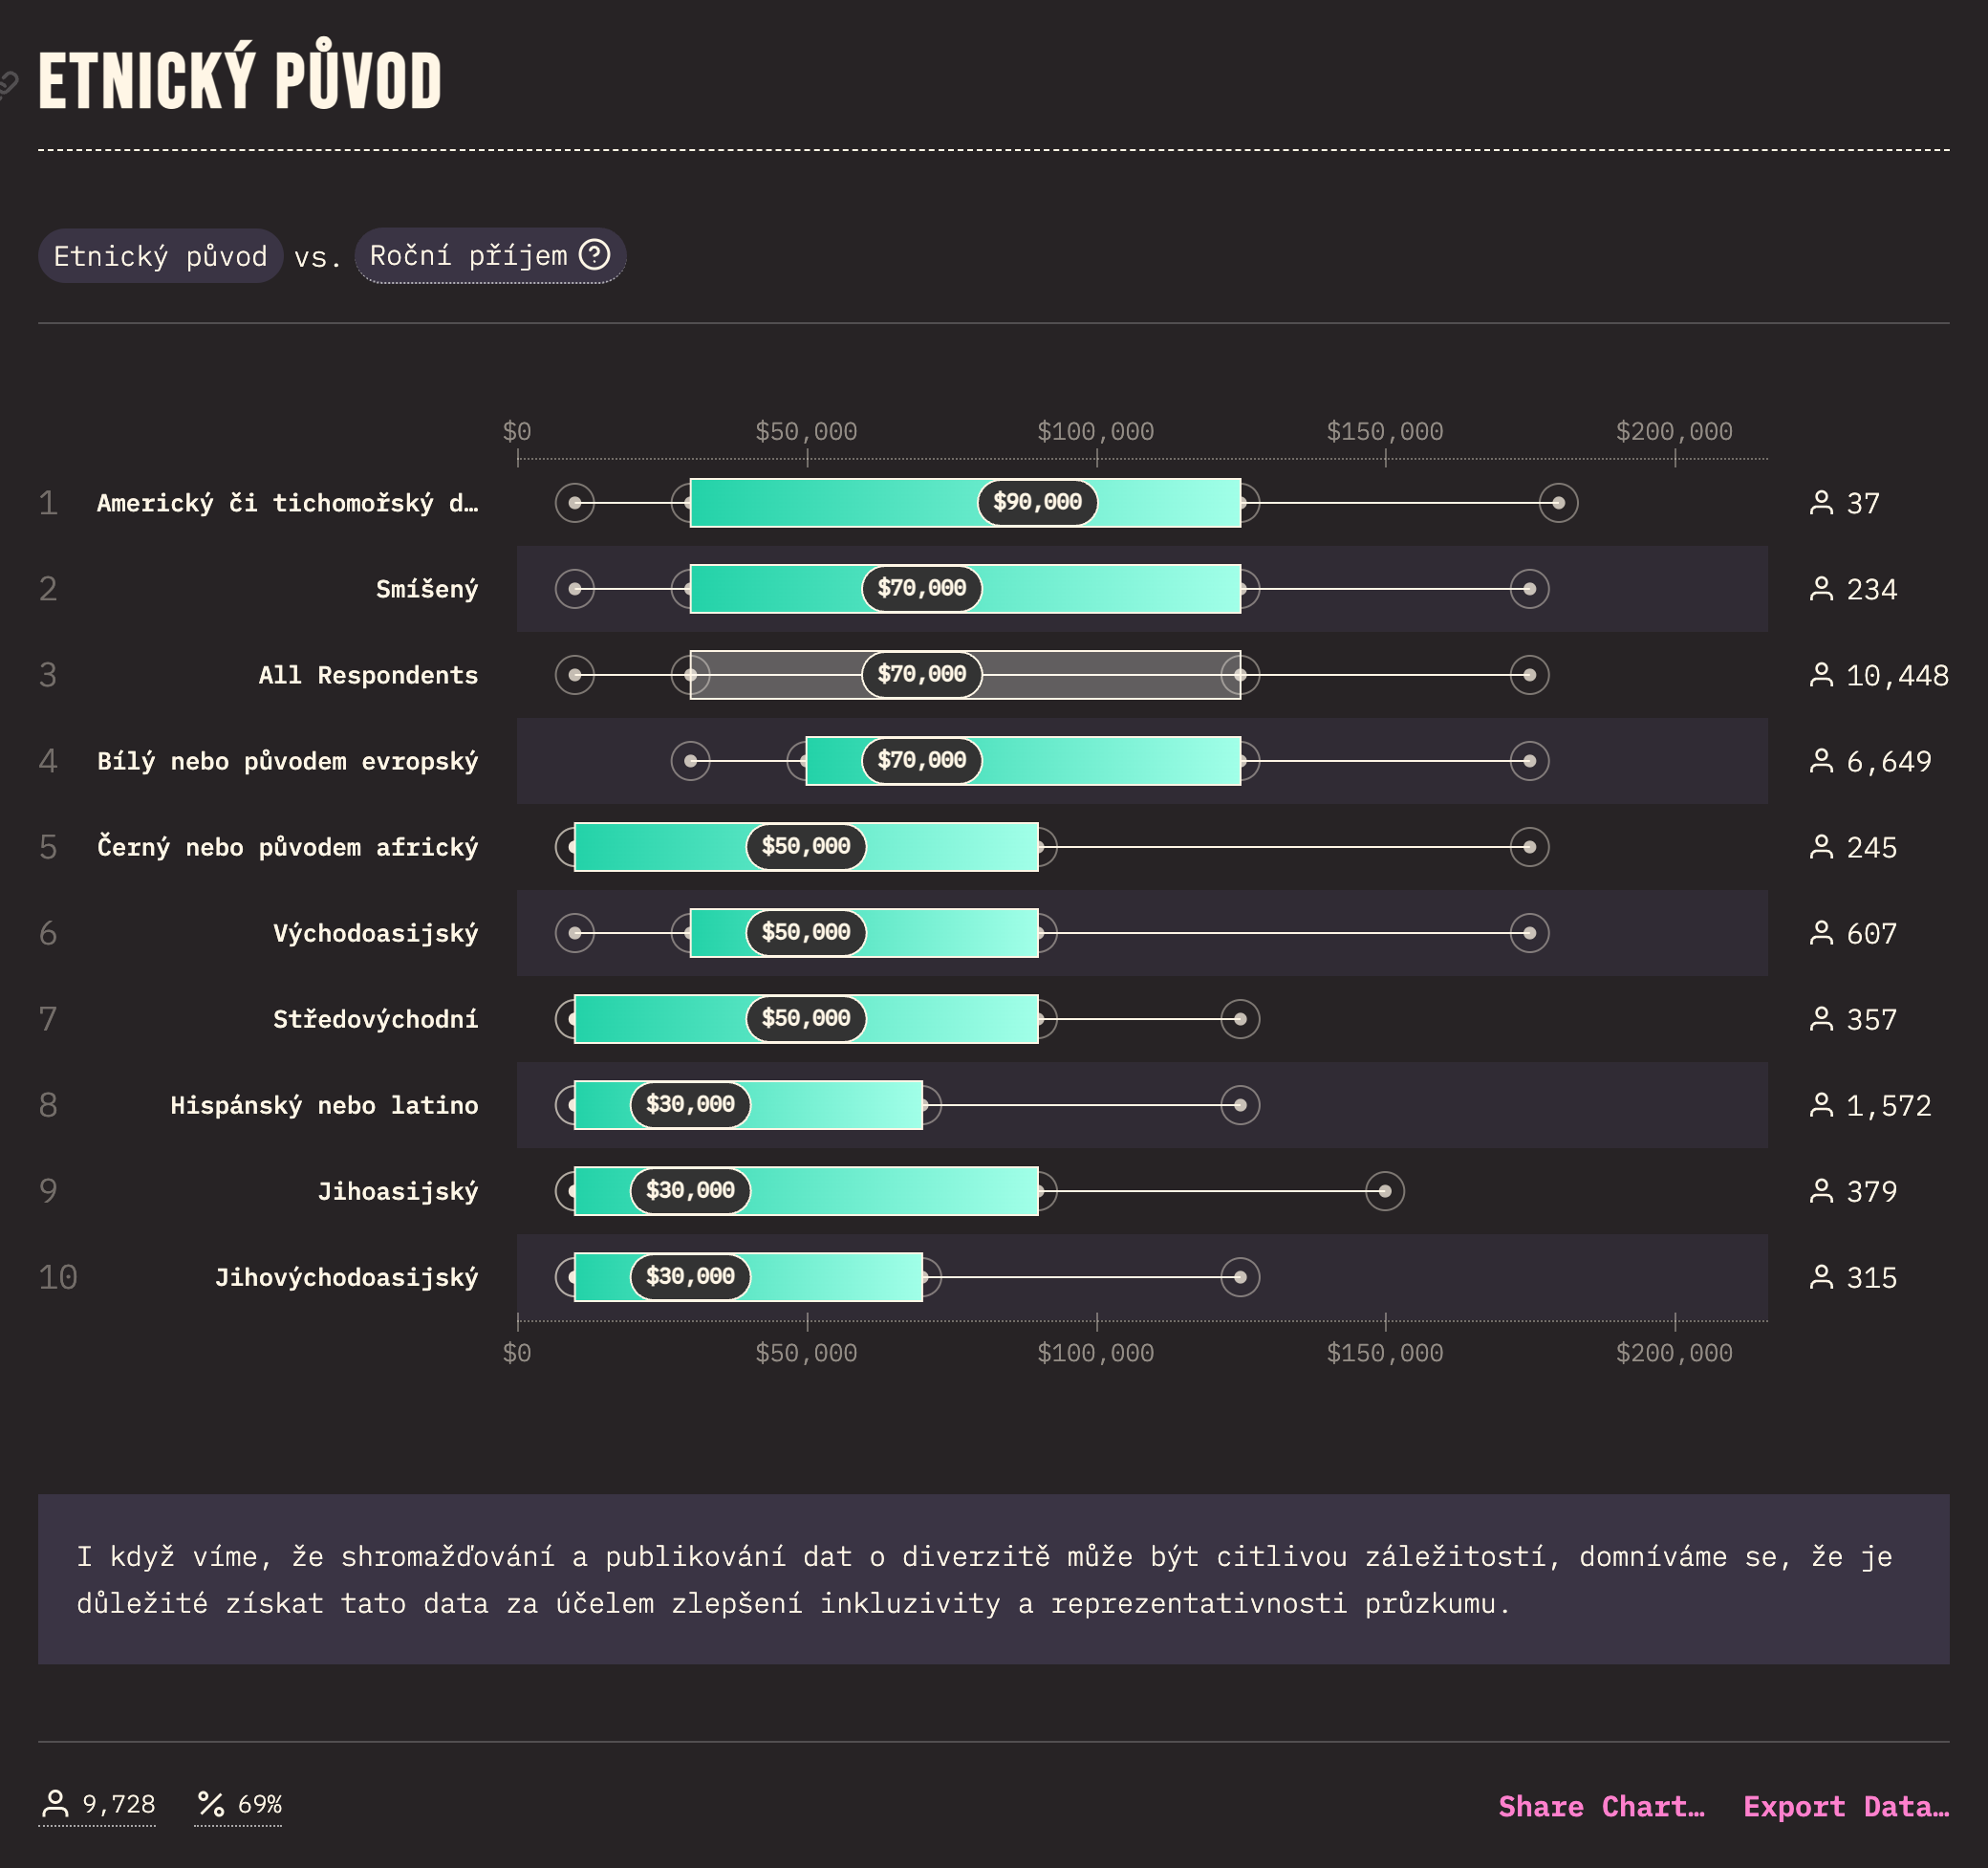 ETNICKÝ PŮVOD
Etnický původ vs. Roční příjem ?
$0 $50,000 $100,000 $150,000 $200,000
1 Americký či tichomořský d… $90,000 37
2 Smíšený $70,000 234
3 All Respondents $70,000 10,448
4 Bílý nebo původem evropský $70,000 6,649
5 Černý nebo původem africký $50,000 245
6 Východoasijský $50,000 607
7 Středovýchodní $50,000 357
8 Hispánský nebo latino $30,000 1,572
9 Jihoasijský $30,000 379
10 Jihovýchodoasijský $30,000 315
$0 $50,000 $100,000 $150,000 $200,000
I když víme, že shromažďování a publikování dat o diverzitě může být citlivou záležitostí, domníváme se, že je
důležité získat tato data za účelem zlepšení inkluzivity a reprezentativnosti průzkumu.
9,728 % 69% Share Chart… Export Data…